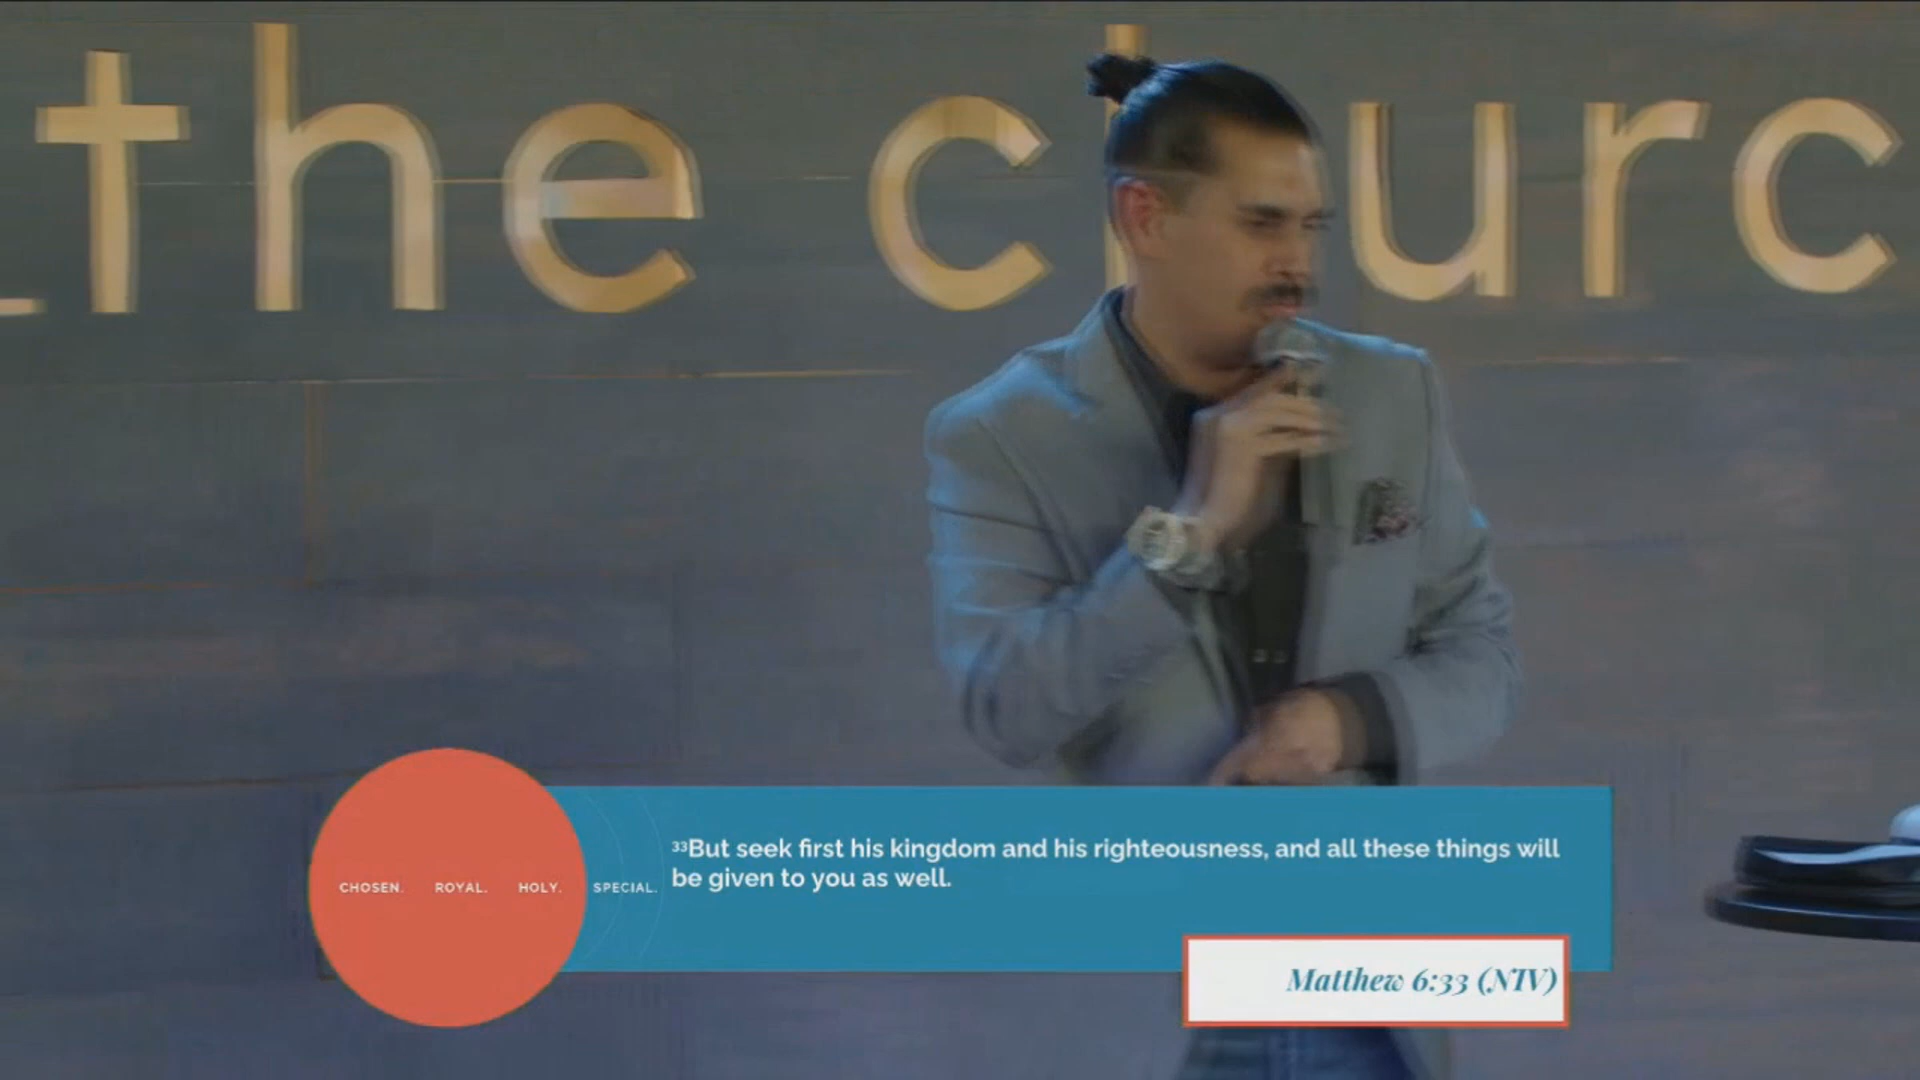 the c urc
CHOSEN. ROYAL. HOLY. SPECIAL.
³³But seek first his kingdom and his righteousness, and all these things will
be given to you as well.
Matthew 6:33 (NIV)